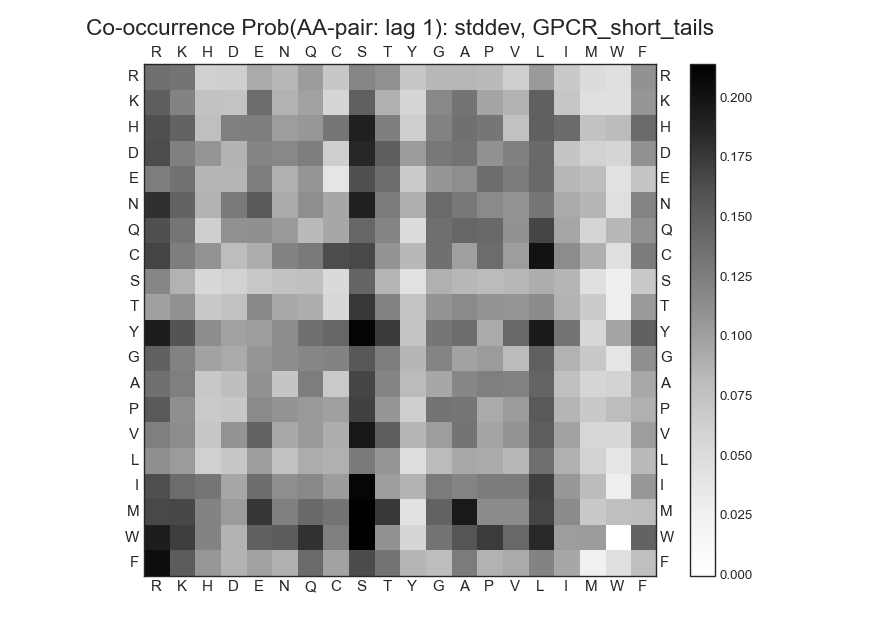 Co-occurrence Prob(AA-pair: lag 1): stddev, GPCR_short_tails
R K H D E N Q C S T Y G A P V L I M W F
R R
K K
H H
D D
E E
N N
Q Q
C C
S S
T T
Y Y
G G
A A
P P
V V
L L
I I
M M
W W
F F
R K H D E N Q C S T Y G A P V L I M W F
0.200
0.175
0.150
0.125
0.100
0.075
0.050
0.025
0.000